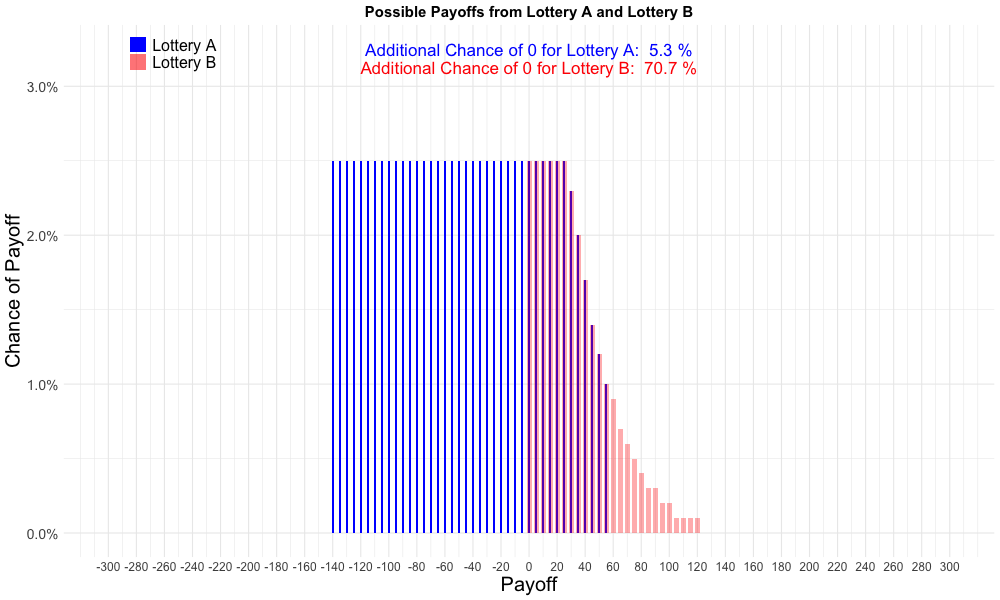 Possible Payoffs from Lottery A and Lottery B
Lottery A
Lottery B
Additional Chance of 0 for Lottery A:  5.3 %
Additional Chance of 0 for Lottery B:  70.7 %
Chance of Payoff
3.0%
2.0%
1.0%
0.0%
-300 -280 -260 -240 -220 -200 -180 -160 -140 -120 -100 -80 -60 -40 -20 0 20 40 60 80 100 120 140 160 180 200 220 240 260 280 300
Payoff